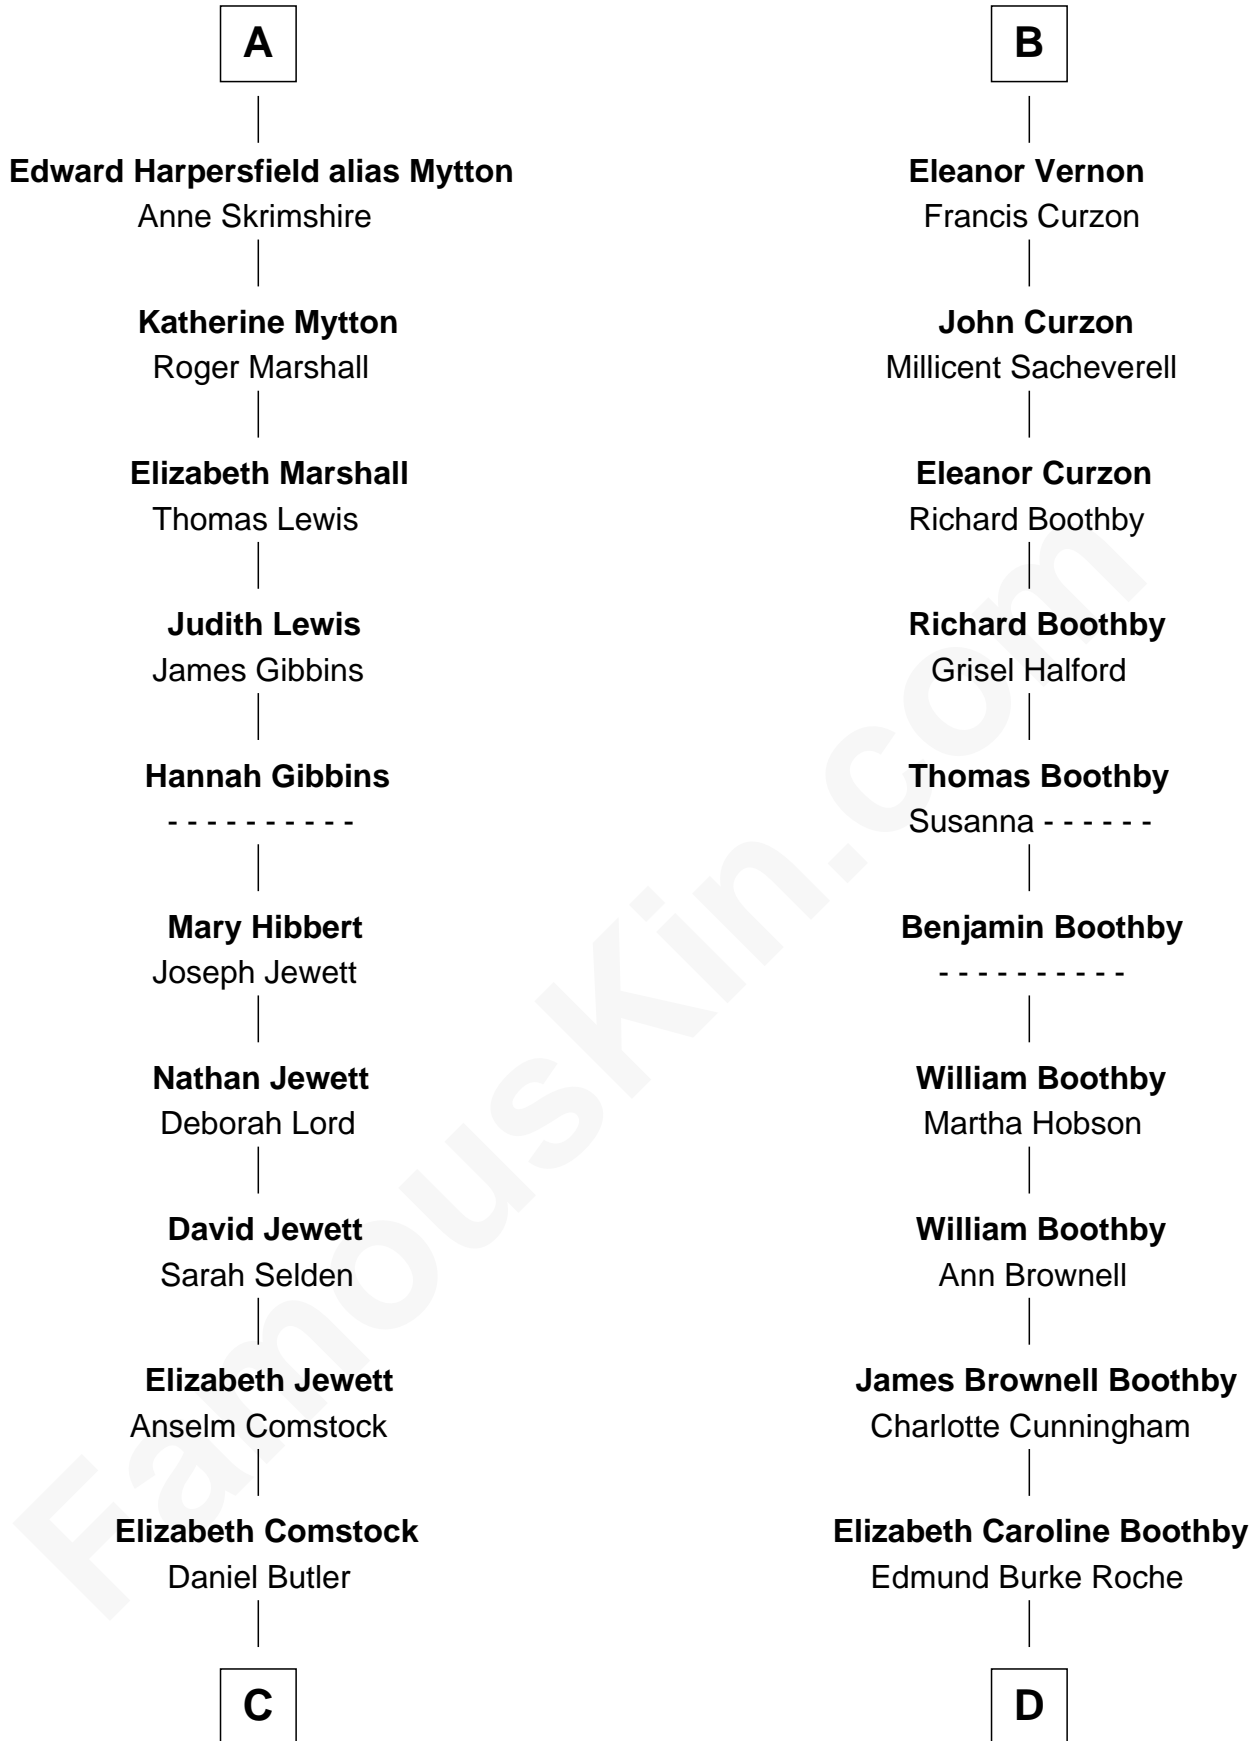 A
Edward Harpersfield alias Mytton
Anne Skrimshire
Katherine Mytton
Roger Marshall
Elizabeth Marshall
Thomas Lewis
Judith Lewis
James Gibbins
Hannah Gibbins
- - - - - - - - - -
Mary Hibbert
Joseph Jewett
Nathan Jewett
Deborah Lord
David Jewett
Sarah Selden
Elizabeth Jewett
Anselm Comstock
Elizabeth Comstock
Daniel Butler
C
B
Eleanor Vernon
Francis Curzon
John Curzon
Millicent Sacheverell
Eleanor Curzon
Richard Boothby
Richard Boothby
Grisel Halford
Thomas Boothby
Susanna - - - - - -
Benjamin Boothby
- - - - - - - - - -
William Boothby
Martha Hobson
William Boothby
Ann Brownell
James Brownell Boothby
Charlotte Cunningham
Elizabeth Caroline Boothby
Edmund Burke Roche
D
FamousKin.com